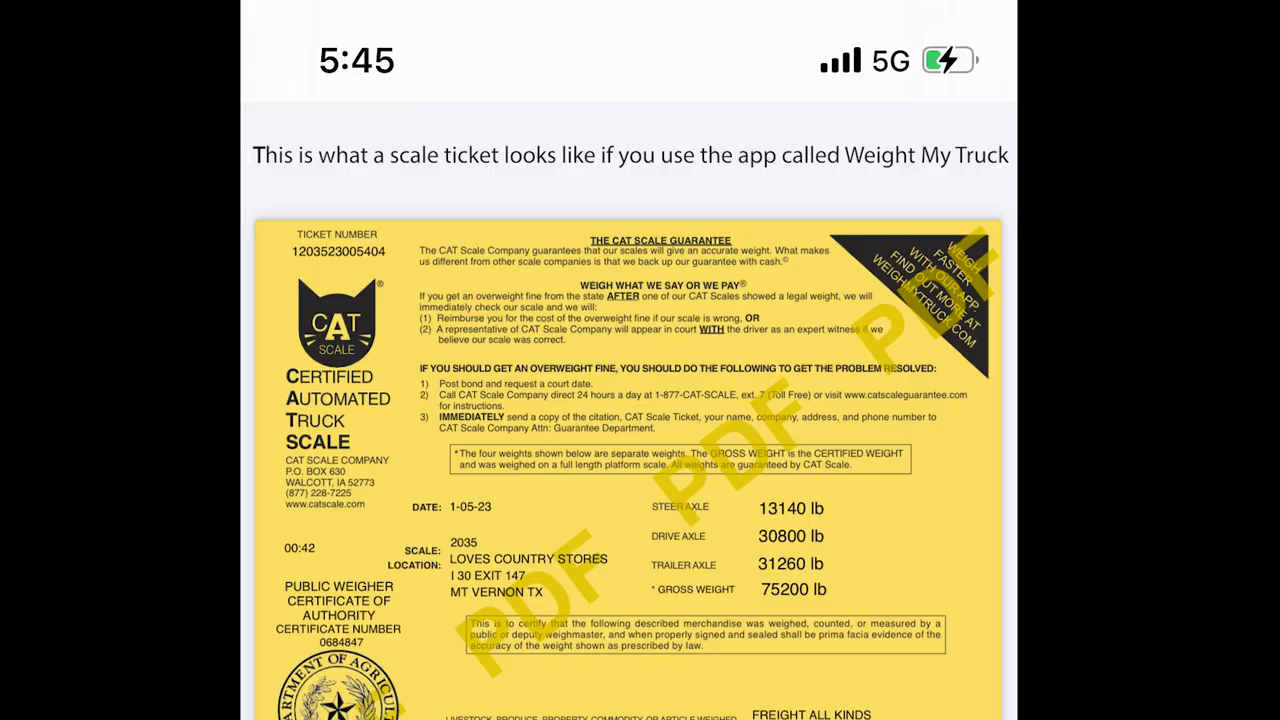 5:45
5G
This is what a scale ticket looks like if you use the app called Weight My Truck
TICKET NUMBER
1203523005404
CAT
SCALE
®
CERTIFIED
AUTOMATED
TRUCK
SCALE
CAT SCALE COMPANY
P.O. BOX 630
WALCOTT, IA 52773
(877) 228-7225
www.catscale.com
THE CAT SCALE GUARANTEE
The CAT Scale Company guarantees that our scales will give an accurate weight. What makes
us different from other scale companies is that we back up our guarantee with cash.©
WEIGH WHAT WE SAY OR WE PAY®
If you get an overweight fine from the state AFTER one of our CAT Scales showed a legal weight, we will
immediately check our scale and we will:
(1) Reimburse you for the cost of the overweight fine if our scale is wrong, OR
(2) A representative of CAT Scale Company will appear in court WITH the driver as an expert witness if we
believe our scale was correct.
WEIGH
FASTER
WITH OUR APP.
FIND OUT MORE AT
WEIGHMYTRUCK.COM
IF YOU SHOULD GET AN OVERWEIGHT FINE, YOU SHOULD DO THE FOLLOWING TO GET THE PROBLEM RESOLVED:
1) Post bond and request a court date.
2) Call CAT Scale Company direct 24 hours a day at 1-877-CAT-SCALE, ext. 7 (Toll Free) or visit www.catscaleguarantee.com
for instructions.
3) IMMEDIATELY send a copy of the citation, CAT Scale Ticket, your name, company, address, and phone number to
CAT Scale Company Attn: Guarantee Department.
*The four weights shown below are separate weights. The GROSS WEIGHT is the CERTIFIED WEIGHT
and was weighed on a full length platform scale. All weights are guaranteed by CAT Scale.
DATE: 1-05-23
00:42
SCALE: 2035
LOCATION: LOVES COUNTRY STORES
I 30 EXIT 147
MT VERNON TX
STEER AXLE 13140 lb
DRIVE AXLE 30800 lb
TRAILER AXLE 31260 lb
* GROSS WEIGHT 75200 lb
PUBLIC WEIGHER
CERTIFICATE OF
AUTHORITY
CERTIFICATE NUMBER
0684847
This is to certify that the following described merchandise was weighed, counted, or measured by a
public or deputy weighmaster, and when properly signed and sealed shall be prima facia evidence of the
accuracy of the weight shown as prescribed by law.
LIVESTOCK, PRODUCE, PROPERTY, COMMODITY, OR ARTICLE WEIGHED
FREIGHT ALL KINDS
PDF PDF PDF